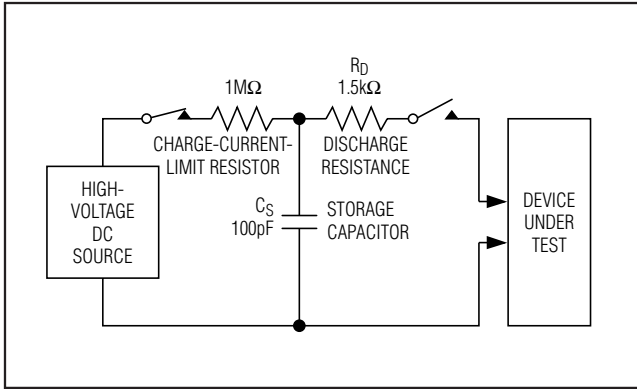 R_D
1MΩ
1.5kΩ
CHARGE-CURRENT-
LIMIT RESISTOR
DISCHARGE
RESISTANCE
HIGH-
VOLTAGE
DC
SOURCE
C_S
100pF
STORAGE
CAPACITOR
DEVICE
UNDER
TEST